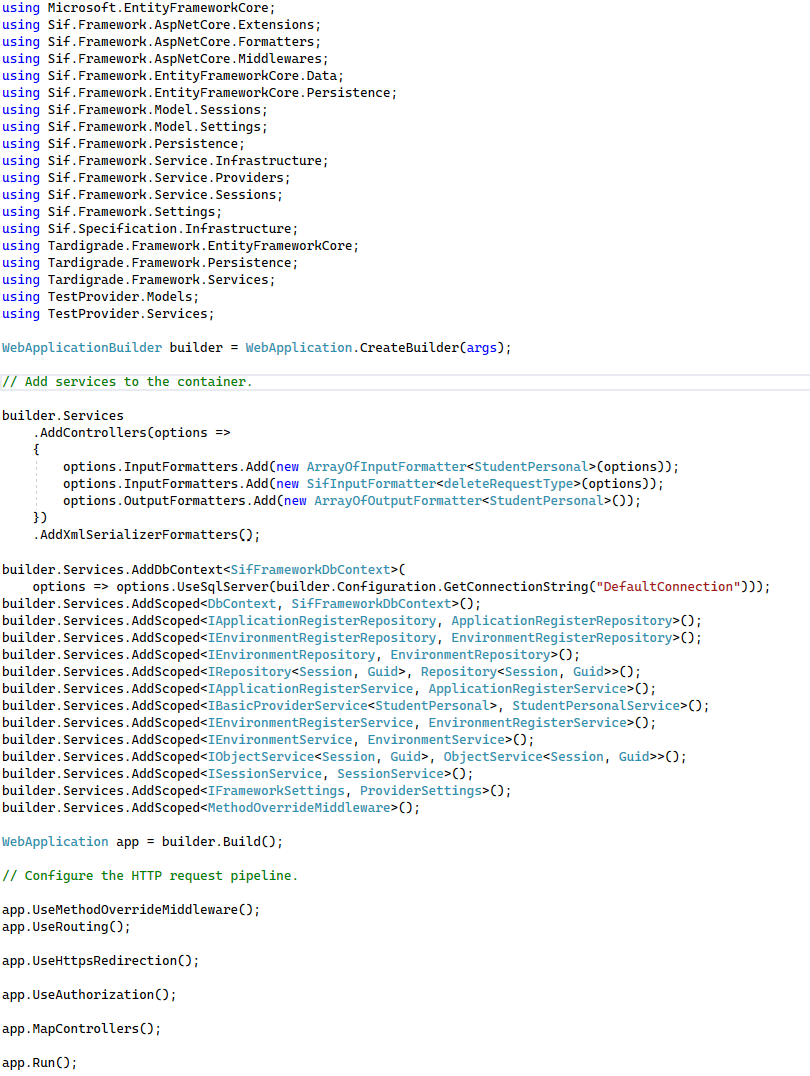 using Microsoft.EntityFrameworkCore;
using Sif.Framework.AspNetCore.Extensions;
using Sif.Framework.AspNetCore.Formatters;
using Sif.Framework.AspNetCore.Middlewares;
using Sif.Framework.EntityFrameworkCore.Data;
using Sif.Framework.EntityFrameworkCore.Persistence;
using Sif.Framework.Model.Sessions;
using Sif.Framework.Model.Settings;
using Sif.Framework.Persistence;
using Sif.Framework.Service.Infrastructure;
using Sif.Framework.Service.Providers;
using Sif.Framework.Service.Sessions;
using Sif.Framework.Settings;
using Sif.Specification.Infrastructure;
using Tardigrade.Framework.EntityFrameworkCore;
using Tardigrade.Framework.Persistence;
using Tardigrade.Framework.Services;
using TestProvider.Models;
using TestProvider.Services;

WebApplicationBuilder builder = WebApplication.CreateBuilder(args);

// Add services to the container.

builder.Services
    .AddControllers(options =>
    {
        options.InputFormatters.Add(new ArrayOfInputFormatter<StudentPersonal>(options));
        options.InputFormatters.Add(new SifInputFormatter<deleteRequestType>(options));
        options.OutputFormatters.Add(new ArrayOfOutputFormatter<StudentPersonal>());
    })
    .AddXmlSerializerFormatters();

builder.Services.AddDbContext<SifFrameworkDbContext>(
    options => options.UseSqlServer(builder.Configuration.GetConnectionString("DefaultConnection")));
builder.Services.AddScoped<DbContext, SifFrameworkDbContext>();
builder.Services.AddScoped<IApplicationRegisterRepository, ApplicationRegisterRepository>();
builder.Services.AddScoped<IEnvironmentRegisterRepository, EnvironmentRegisterRepository>();
builder.Services.AddScoped<IEnvironmentRepository, EnvironmentRepository>();
builder.Services.AddScoped<IRepository<Session, Guid>, Repository<Session, Guid>>();
builder.Services.AddScoped<IApplicationRegisterService, ApplicationRegisterService>();
builder.Services.AddScoped<IBasicProviderService<StudentPersonal>, StudentPersonalService>();
builder.Services.AddScoped<IEnvironmentRegisterService, EnvironmentRegisterService>();
builder.Services.AddScoped<IEnvironmentService, EnvironmentService>();
builder.Services.AddScoped<IObjectService<Session, Guid>, ObjectService<Session, Guid>>();
builder.Services.AddScoped<ISessionService, SessionService>();
builder.Services.AddScoped<IFrameworkSettings, ProviderSettings>();
builder.Services.AddScoped<MethodOverrideMiddleware>();

WebApplication app = builder.Build();

// Configure the HTTP request pipeline.

app.UseMethodOverrideMiddleware();
app.UseRouting();

app.UseHttpsRedirection();

app.UseAuthorization();

app.MapControllers();

app.Run();